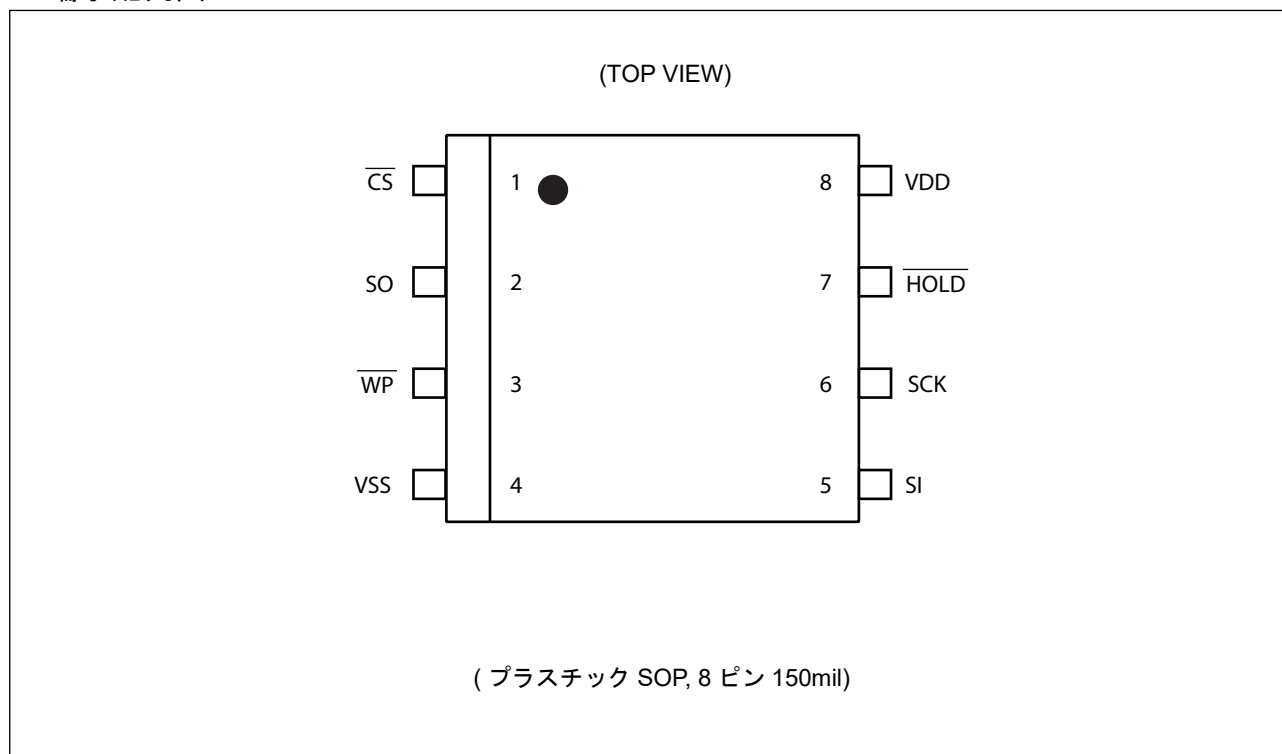 (TOP VIEW)
CS 1 8 VDD
SO 2 7 HOLD
WP 3 6 SCK
VSS 4 5 SI
( プラスチック SOP, 8 ピン 150mil)